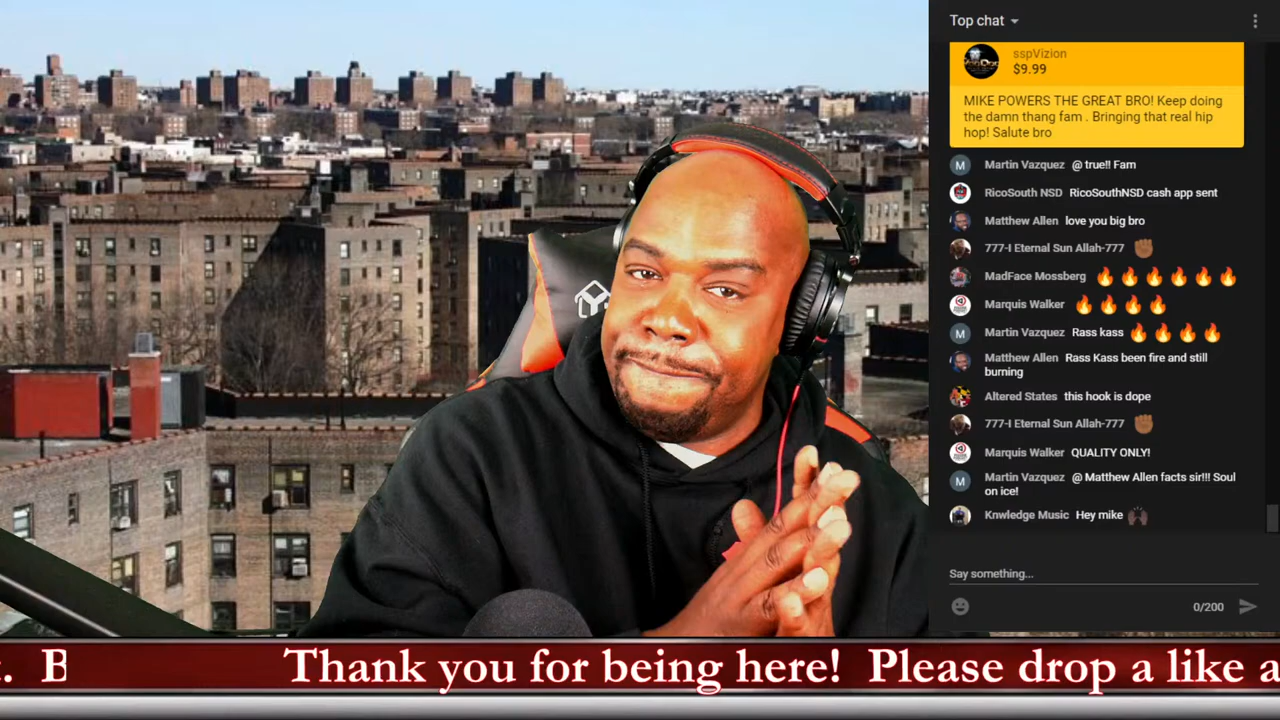 Top chat
sspVizion
$9.99
MIKE POWERS THE GREAT BRO! Keep doing
the damn thang fam . Bringing that real hip
hop! Salute bro
Martin Vazquez @ true!! Fam
RicoSouth NSD RicoSouthNSD cash app sent
Matthew Allen love you big bro
777-I Eternal Sun Allah-777 ✊🏾
MadFace Mossberg 🔥🔥🔥🔥🔥🔥
Marquis Walker 🔥🔥🔥🔥
Martin Vazquez Rass kass 🔥🔥🔥🔥
Matthew Allen Rass Kass been fire and still
burning
Altered States this hook is dope
777-I Eternal Sun Allah-777 ✊🏾
Marquis Walker QUALITY ONLY!
Martin Vazquez @ Matthew Allen facts sir!!! Soul
on ice!
Knwledge Music Hey mike 🙌🏿
Say something...
0/200
. B Thank you for being here! Please drop a like a